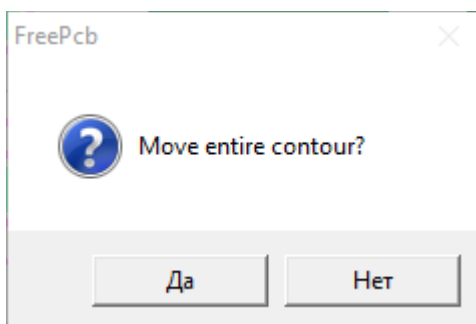 FreePcb
Move entire contour?
Да
Нет